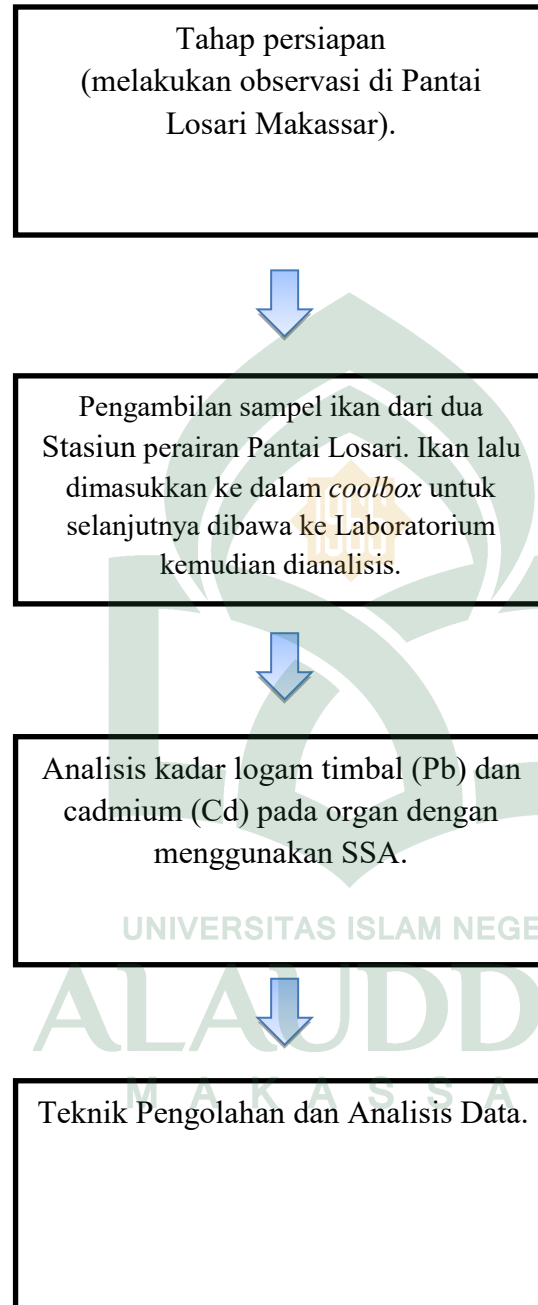 Tahap persiapan
(melakukan observasi di Pantai
Losari Makassar).
Pengambilan sampel ikan dari dua
Stasiun perairan Pantai Losari. Ikan lalu
dimasukkan ke dalam coolbox untuk
selanjutnya dibawa ke Laboratorium
kemudian dianalisis.
Analisis kadar logam timbal (Pb) dan
cadmium (Cd) pada organ dengan
menggunakan SSA.
UNIVERSITAS ISLAM NEGE
ALAUDD
MAKASSA
Teknik Pengolahan dan Analisis Data.